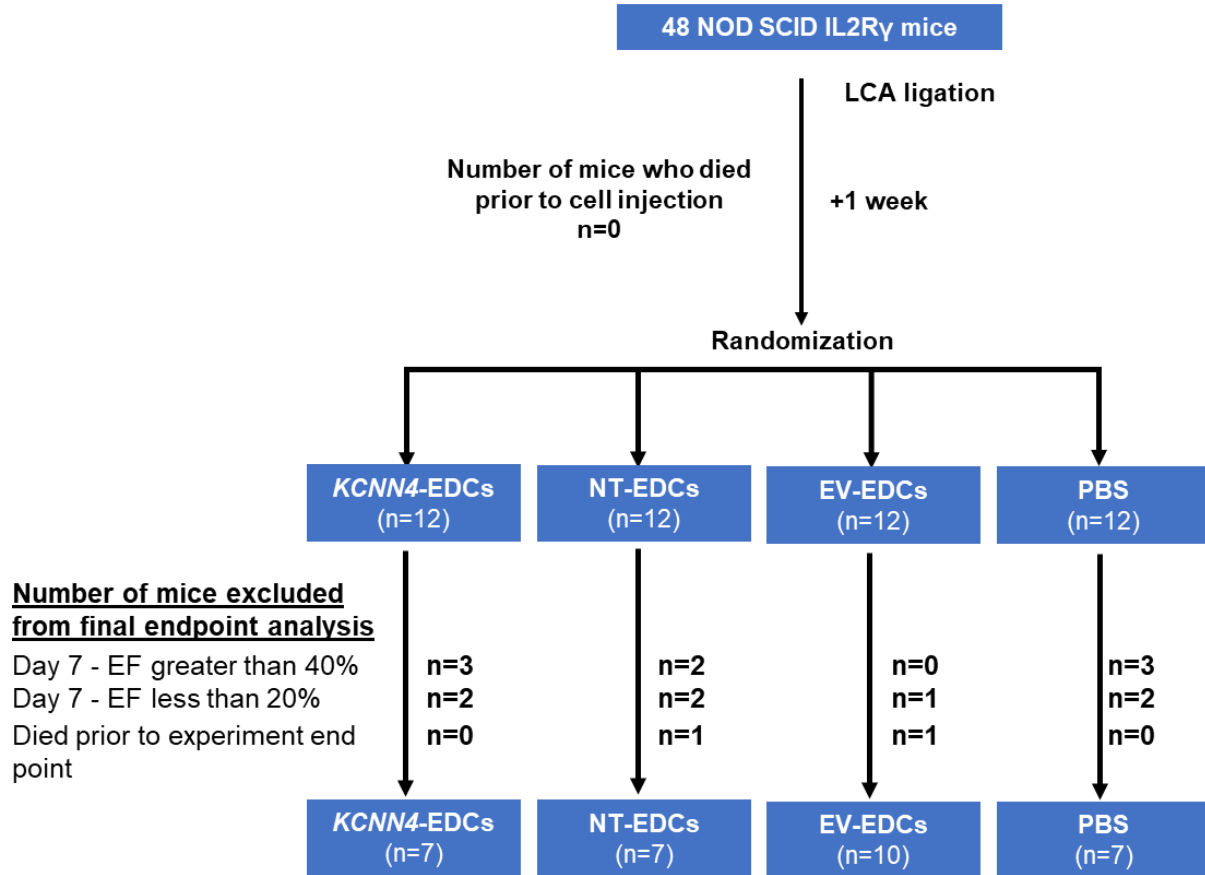 48 NOD SCID IL2Rγ mice
LCA ligation
Number of mice who died
prior to cell injection
n=0
+1 week
Randomization
KCNN4-EDCs
(n=12)
NT-EDCs
(n=12)
EV-EDCs
(n=12)
PBS
(n=12)
Number of mice excluded
from final endpoint analysis
Day 7 - EF greater than 40%
n=3
n=2
n=0
n=3
Day 7 - EF less than 20%
n=2
n=2
n=1
n=2
Died prior to experiment end
point
n=0
n=1
n=1
n=0
KCNN4-EDCs
(n=7)
NT-EDCs
(n=7)
EV-EDCs
(n=10)
PBS
(n=7)